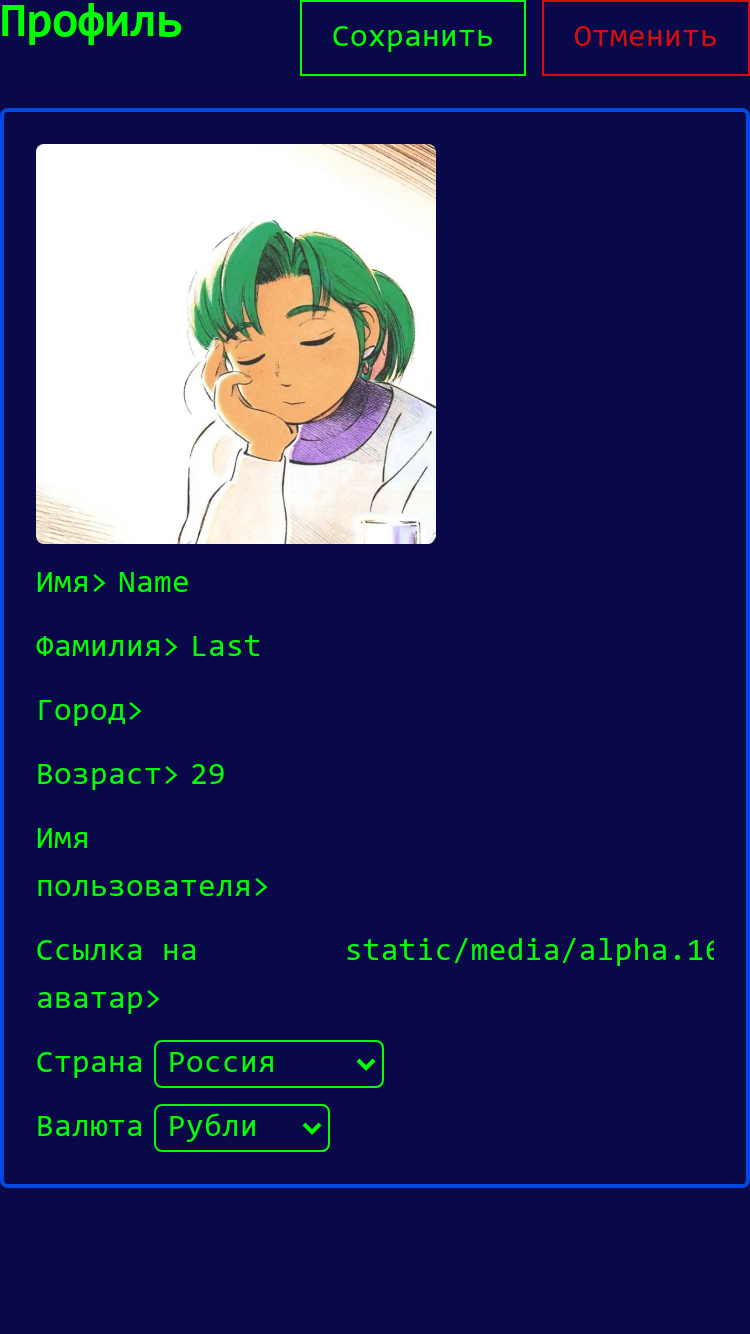 Профиль
Сохранить
Отменить
Имя> Name
Фамилия> Last
Город>
Возраст> 29
Имя
пользователя>
Ссылка на static/media/alpha.16
аватар>
Страна Россия
Валюта Рубли